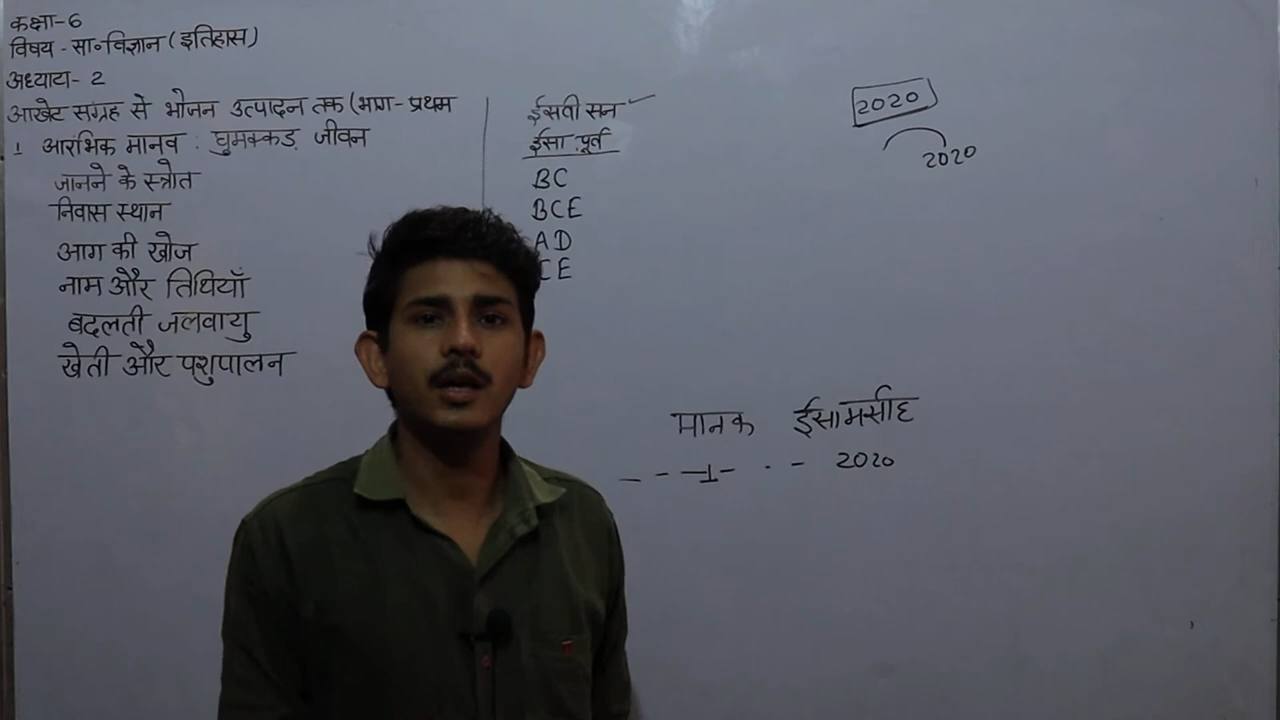 कक्षा-6
विषय - सा॰विज्ञान (इतिहास)
अध्याटा- 2
आखेट संग्रह से भोजन उत्पादन तक (भाग- प्रथम
1 आरंभिक मानव : घुमक्कड़ जीवन
जानने के स्त्रोत
निवास स्थान
आग की खोज
नाम और तिथियाँ
बदलती जलवायु
खेती और पशुपालन
ईसवी सन
ईसा पूर्व
BC
BCE
AD
CE
2020
2020
मानक ईसामसीह
1 2020